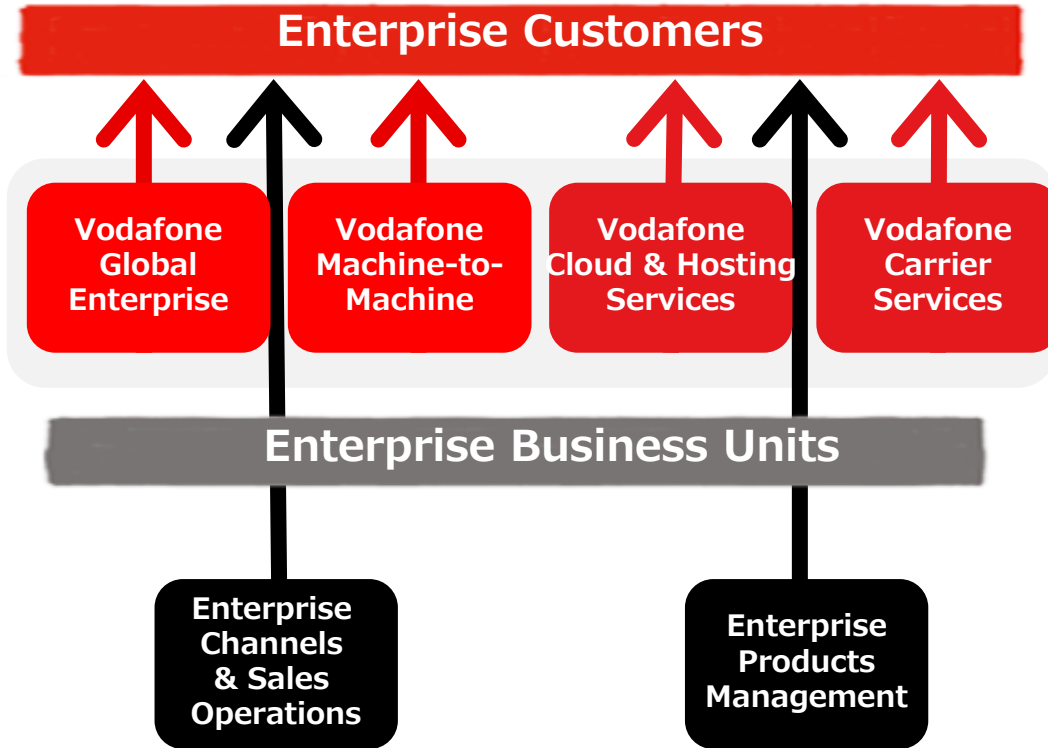 Enterprise Customers
Vodafone
Global
Enterprise
Vodafone
Machine-to-
Machine
Vodafone
Cloud & Hosting
Services
Vodafone
Carrier
Services
Enterprise Business Units
Enterprise
Channels
& Sales
Operations
Enterprise
Products
Management